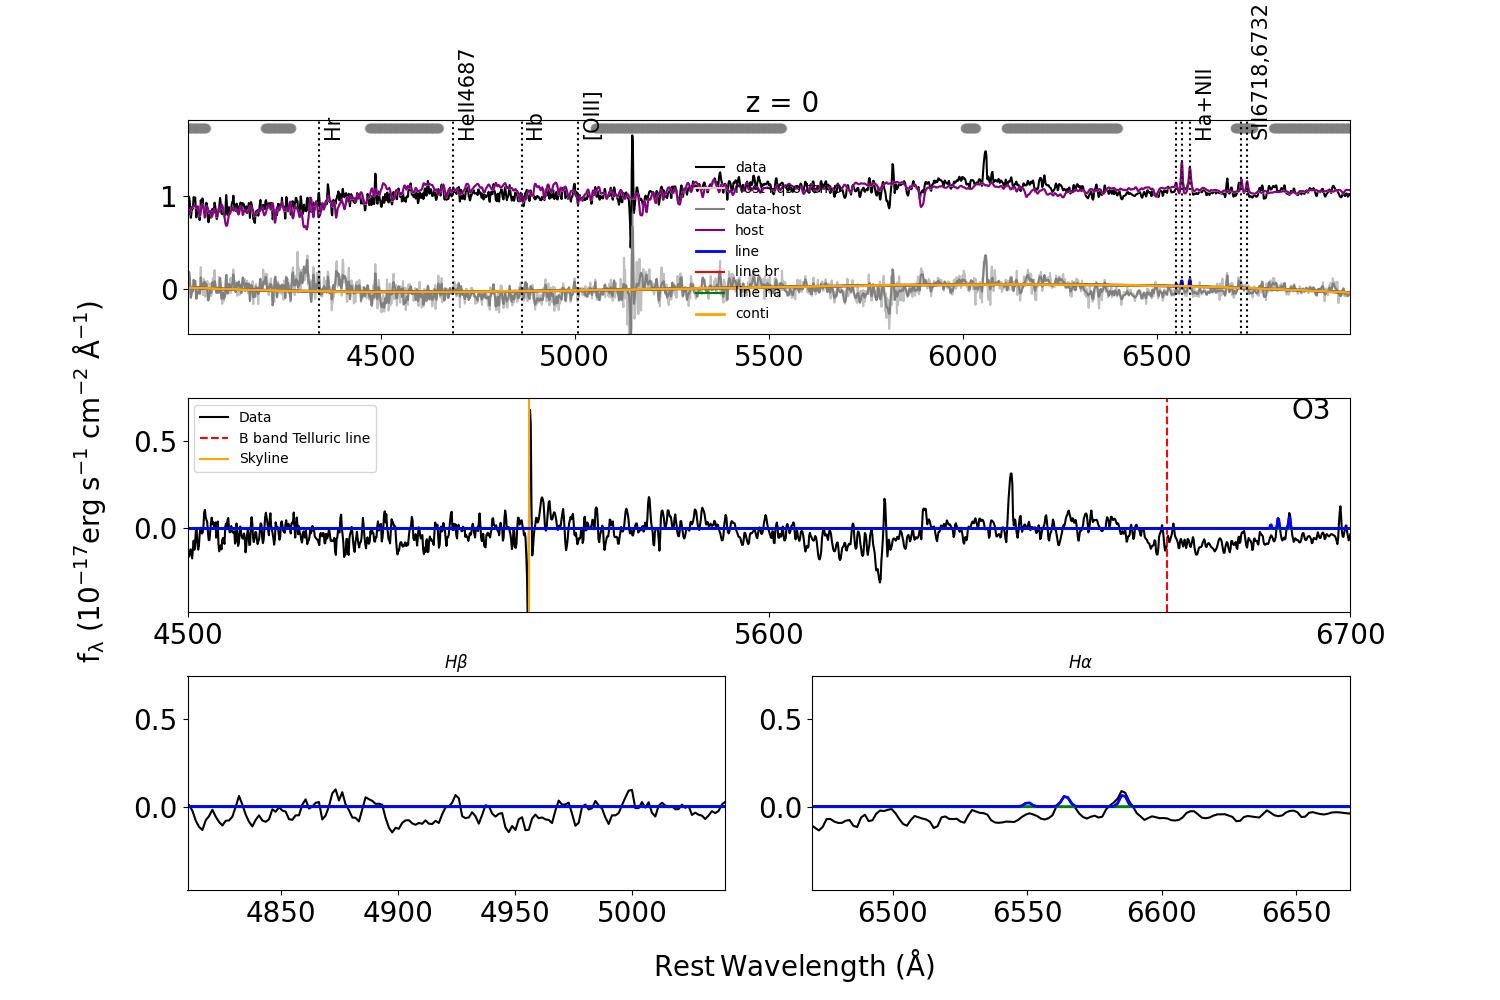 z = 0
Hr
HeII4687
Hb
[OIII]
Ha+NII
SII6718,6732
data
data-host
host
line
line br
line na
conti
1
0
4500 5000 5500 6000 6500
fλ (10⁻¹⁷erg s⁻¹ cm⁻² Å⁻¹)
O3
Data
B band Telluric line
Skyline
0.5
0.0
4500 5600 6700
Hβ
0.5
0.0
4850 4900 4950 5000
Hα
0.5
0.0
6500 6550 6600 6650
Rest Wavelength (Å)